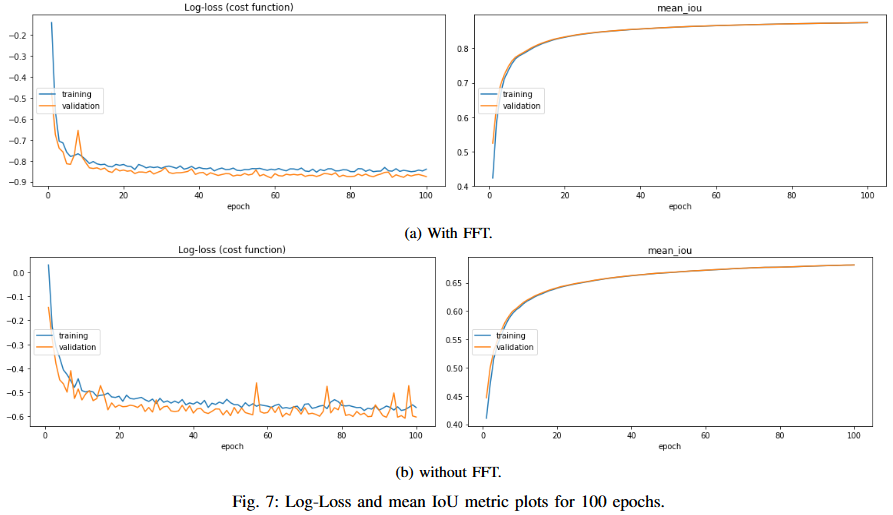 Log-loss (cost function)
mean_iou
−0.2
−0.3
−0.4
−0.5
−0.6
−0.7
−0.8
−0.9
training
validation
0
20
40
60
80
100
epoch
0.8
0.7
0.6
0.5
0.4
training
validation
0
20
40
60
80
100
epoch
(a) With FFT.
Log-loss (cost function)
mean_iou
0.0
−0.1
−0.2
−0.3
−0.4
−0.5
−0.6
training
validation
0
20
40
60
80
100
epoch
0.65
0.60
0.55
0.50
0.45
0.40
training
validation
0
20
40
60
80
100
epoch
(b) without FFT.
Fig. 7: Log-Loss and mean IoU metric plots for 100 epochs.